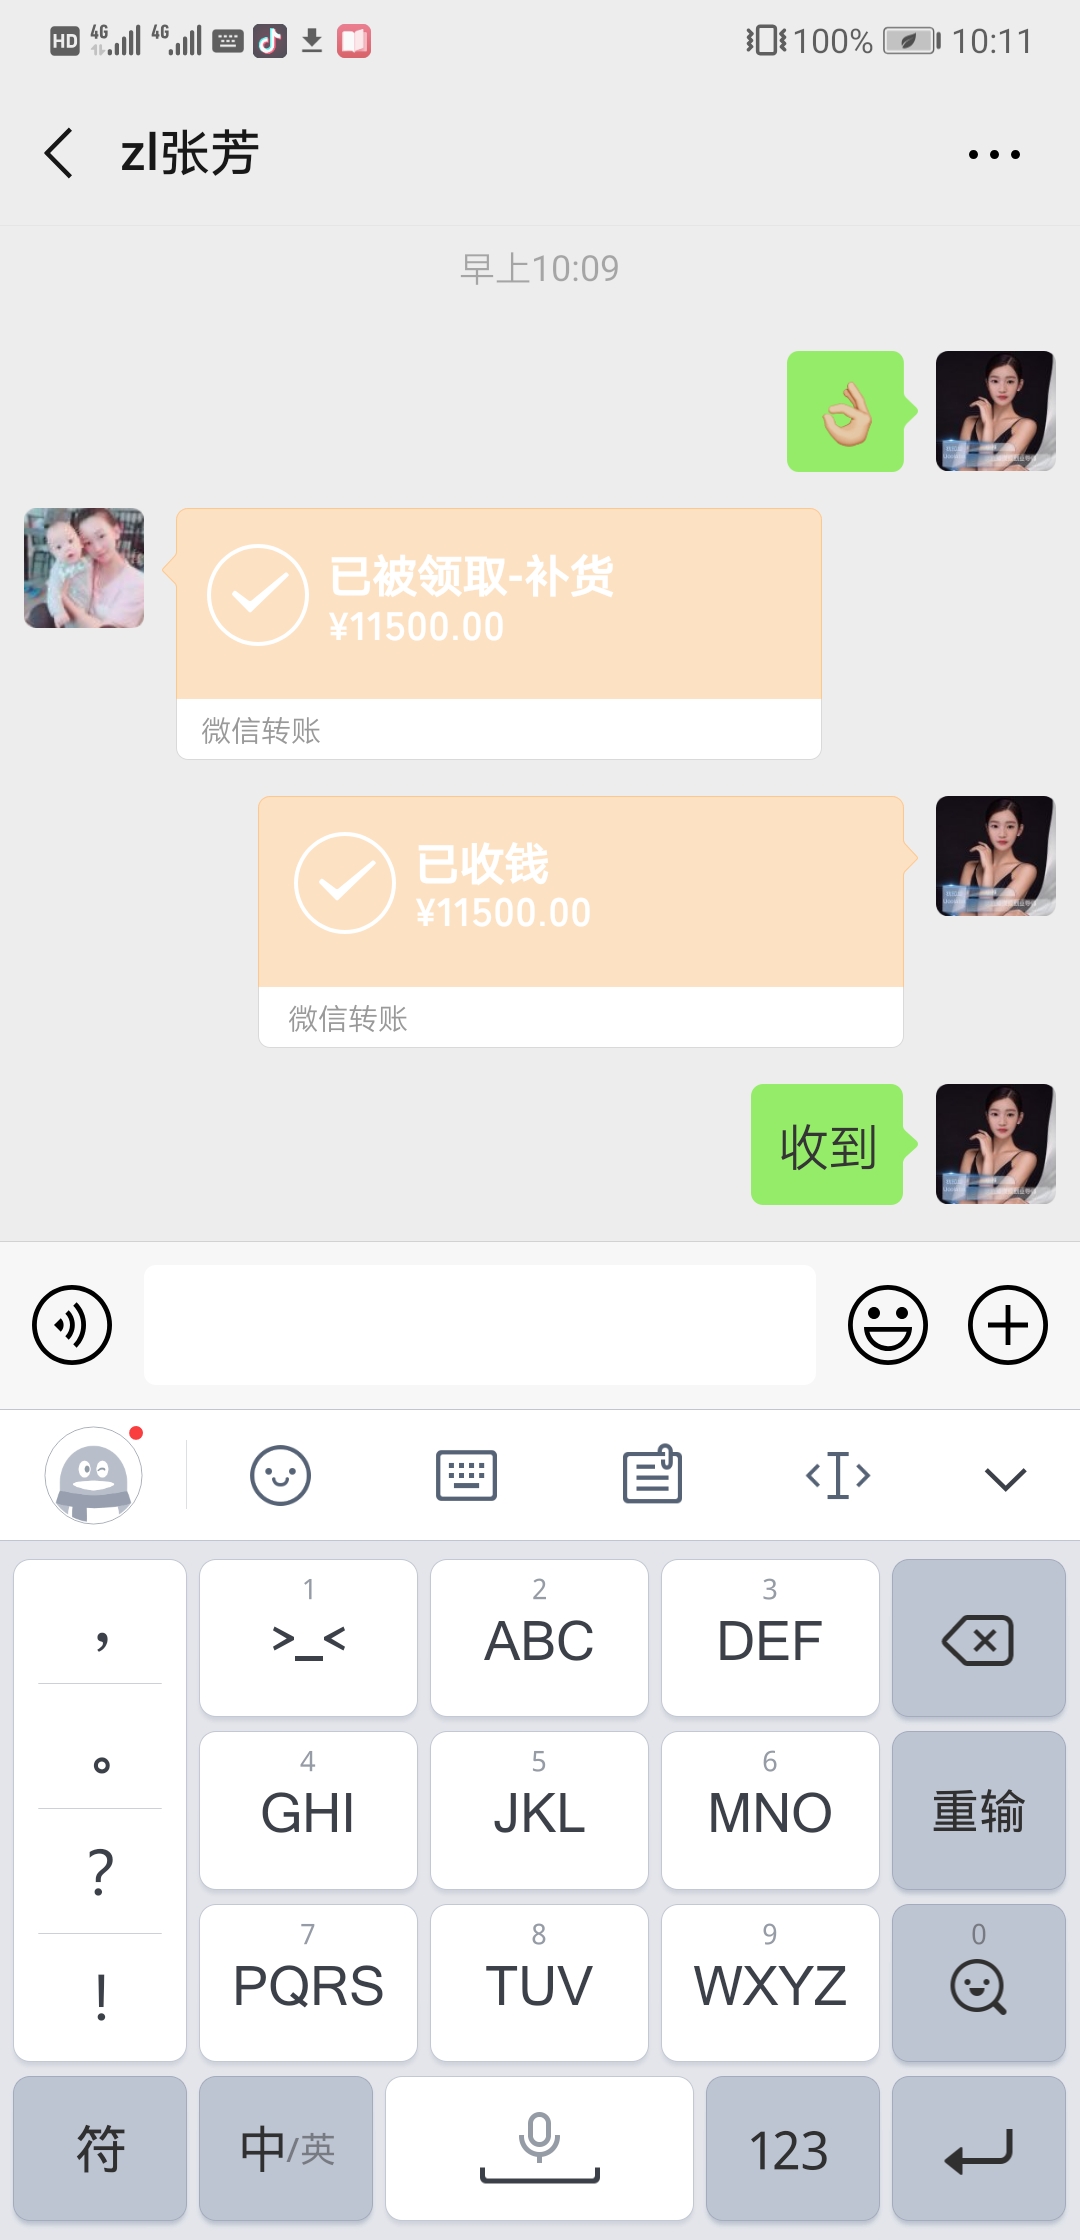 HD 4G 4G 100% 10:11
zl张芳
早上10:09
已被领取-补货
¥11500.00
微信转账
已收钱
¥11500.00
微信转账
收到
,
。
?
!
1
>_<
2
ABC
3
DEF
4
GHI
5
JKL
6
MNO
重输
7
PQRS
8
TUV
9
WXYZ
0
符
中/英
123